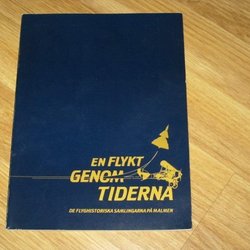 EN FLYKT
GENOM
TIDERNA
DE FLYGHISTORISKA SAMLINGARNA PÅ MALMEN